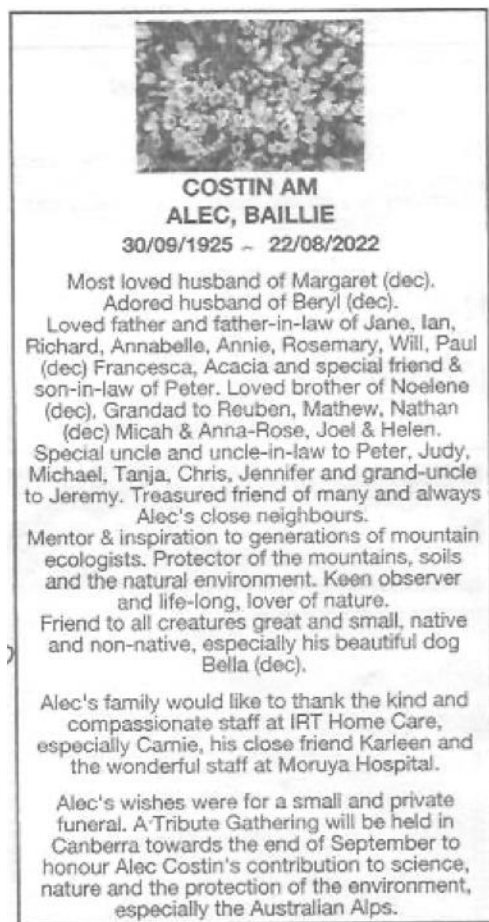 COSTIN AM
ALEC, BAILLIE
30/09/1925 ~ 22/08/2022
Most loved husband of Margaret (dec).
Adored husband of Beryl (dec).
Loved father and father-in-law of Jane, Ian,
Richard, Annabelle, Annie, Rosemary, Will, Paul
(dec) Francesca, Acacia and special friend &
son-in-law of Peter. Loved brother of Noelene
(dec). Grandad to Reuben, Mathew, Nathan
(dec) Micah & Anna-Rose, Joel & Helen.
Special uncle and uncle-in-law to Peter, Judy,
Michael, Tanja, Chris, Jennifer and grand-uncle
to Jeremy. Treasured friend of many and always
Alec's close neighbours.
Mentor & inspiration to generations of mountain
ecologists. Protector of the mountains, soils
and the natural environment. Keen observer
and life-long, lover of nature.
Friend to all creatures great and small, native
and non-native, especially his beautiful dog
Bella (dec).
Alec's family would like to thank the kind and
compassionate staff at IRT Home Care,
especially Camie, his close friend Karleen and
the wonderful staff at Moruya Hospital.
Alec's wishes were for a small and private
funeral. A Tribute Gathering will be held in
Canberra towards the end of September to
honour Alec Costin's contribution to science,
nature and the protection of the environment,
especially the Australian Alps.